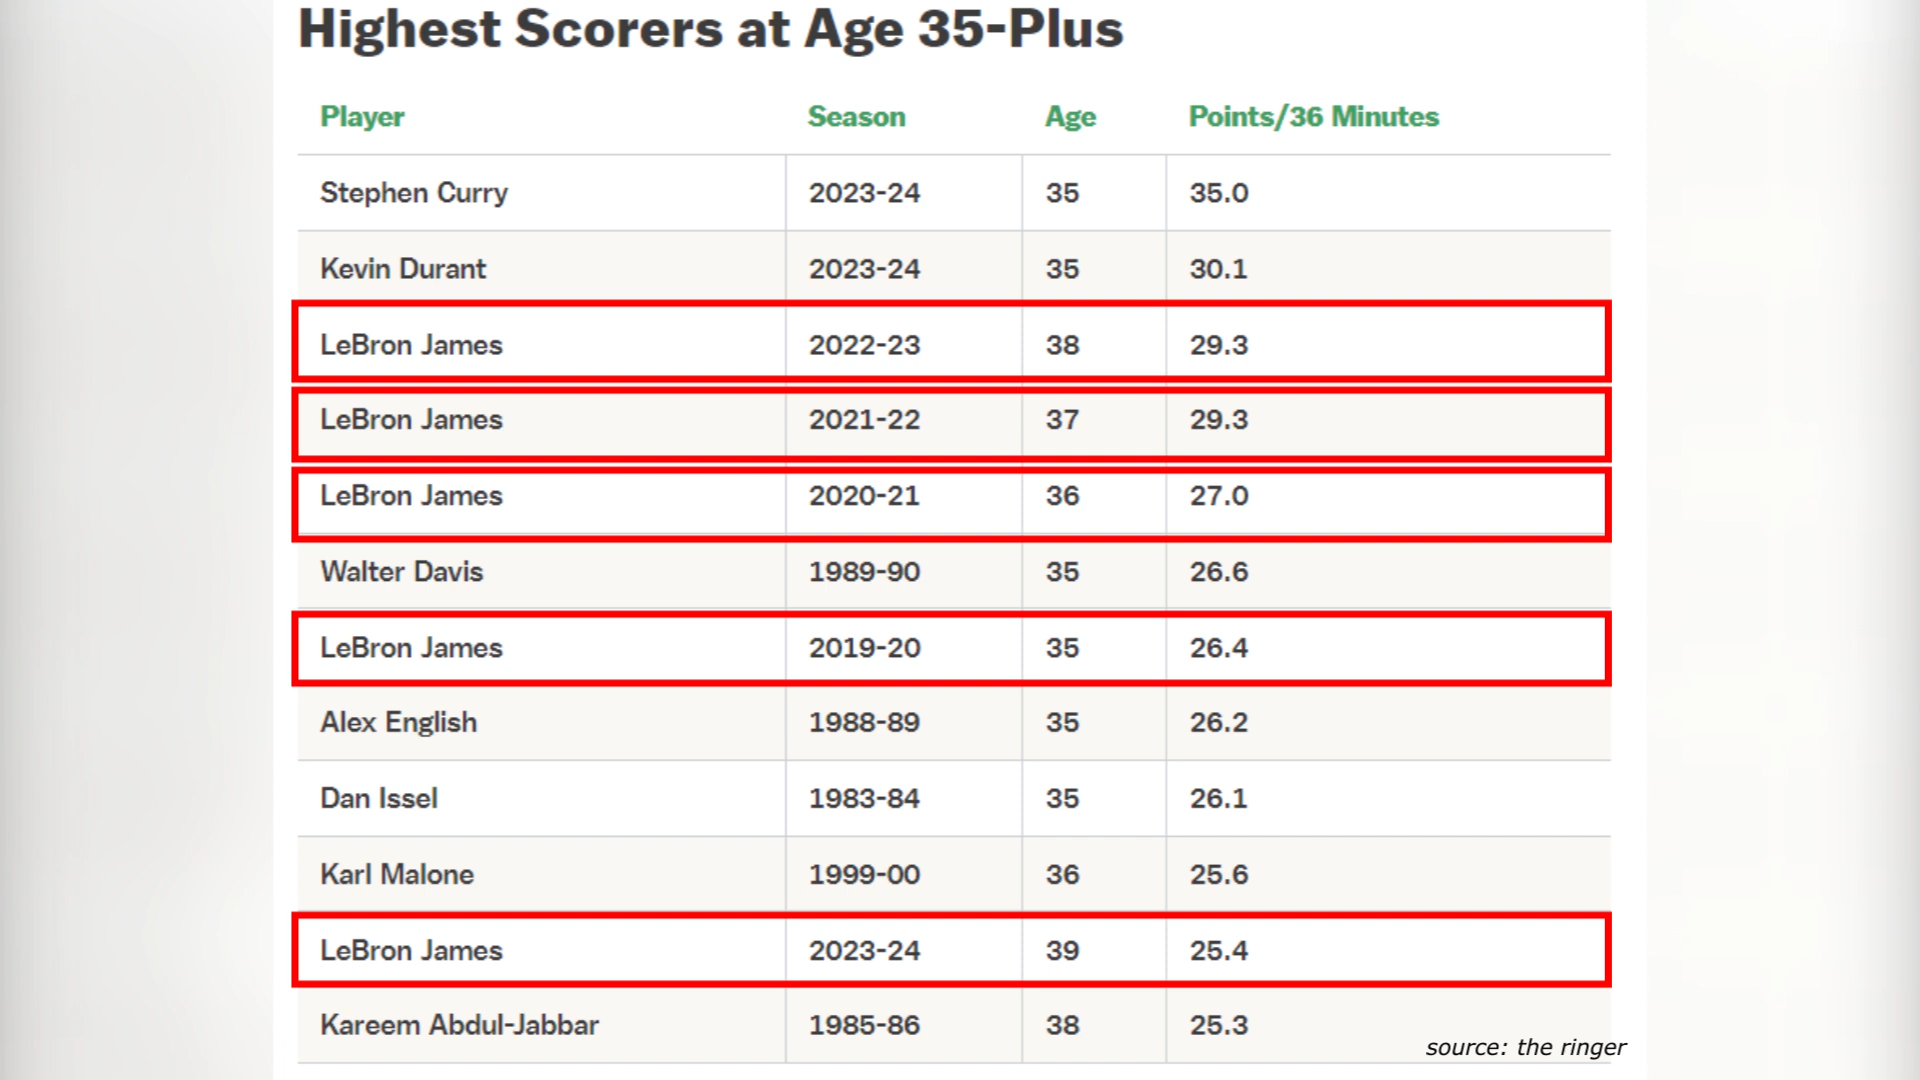 Highest Scorers at Age 35-Plus
Player Season Age Points/36 Minutes
Stephen Curry 2023-24 35 35.0
Kevin Durant 2023-24 35 30.1
LeBron James 2022-23 38 29.3
LeBron James 2021-22 37 29.3
LeBron James 2020-21 36 27.0
Walter Davis 1989-90 35 26.6
LeBron James 2019-20 35 26.4
Alex English 1988-89 35 26.2
Dan Issel 1983-84 35 26.1
Karl Malone 1999-00 36 25.6
LeBron James 2023-24 39 25.4
Kareem Abdul-Jabbar 1985-86 38 25.3
source: the ringer